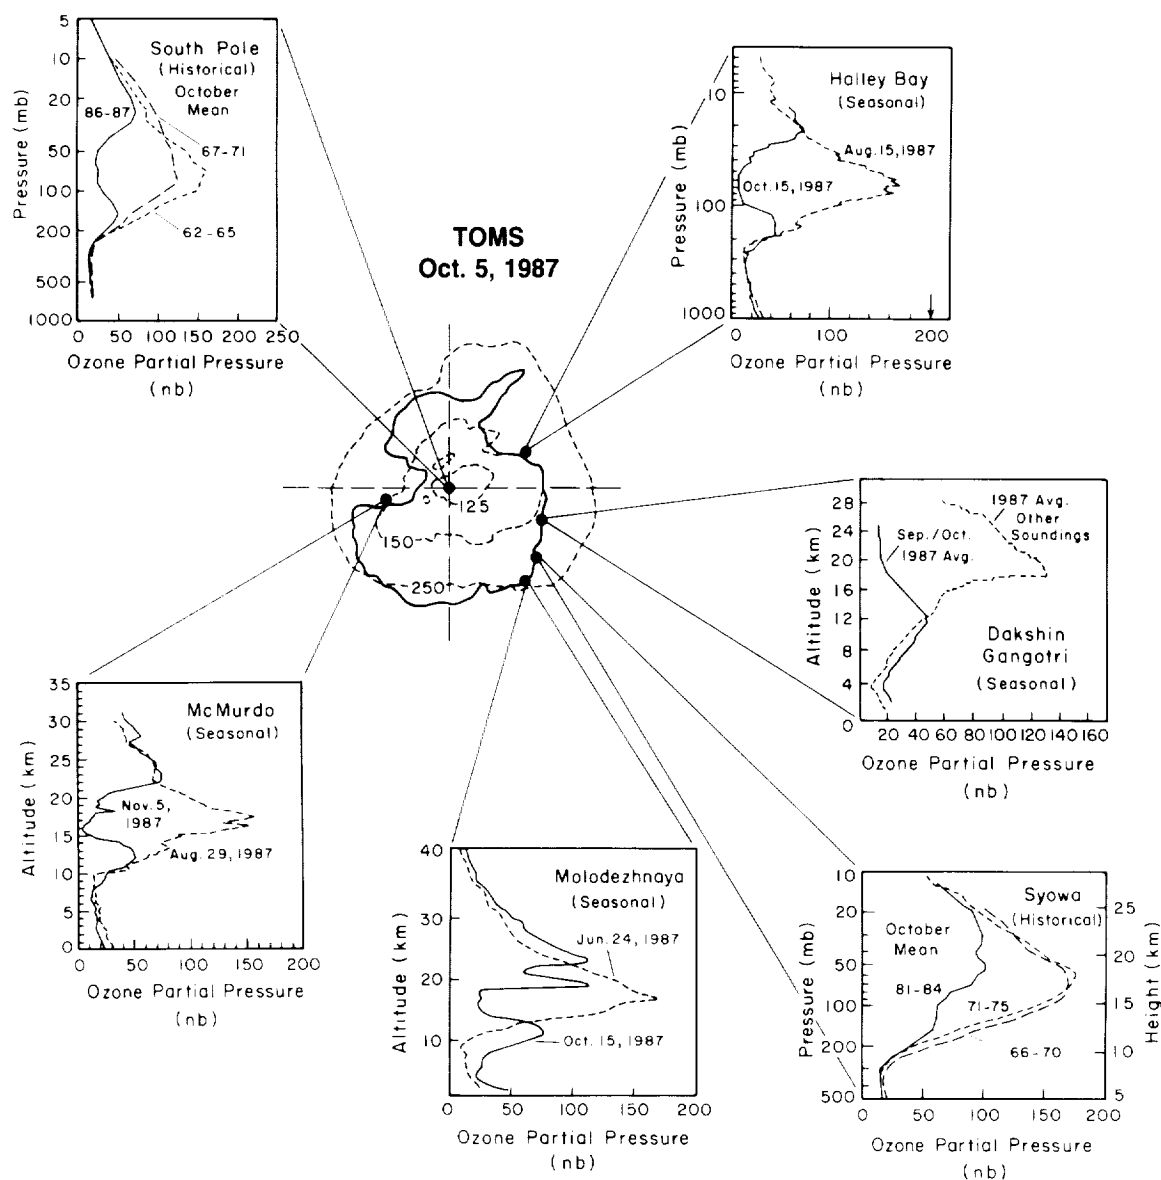 TOMS
Oct. 5, 1987
South Pole
(Historical)
October
Mean
86-87
67-71
62-65
5
10
20
50
100
200
500
1000
Pressure (mb)
0 50 100 150 200 250
Ozone Partial Pressure
(nb)
Halley Bay
(Seasonal)
Aug. 15, 1987
Oct. 15, 1987
10
100
1000
Pressure (mb)
0 100 200
Ozone Partial Pressure
(nb)
125
150
250
1987 Avg.
Other
Soundings
Sep./Oct.
1987 Avg.
Dakshin
Gangotri
(Seasonal)
28
24
20
16
12
8
4
0
Altitude (km)
20 40 60 80 100 120 140 160
Ozone Partial Pressure
(nb)
McMurdo
(Seasonal)
Nov. 5,
1987
Aug. 29, 1987
35
30
25
20
15
10
5
0
Altitude (km)
0 50 100 150 200
Ozone Partial Pressure
(nb)
Molodezhnaya
(Seasonal)
Jun. 24, 1987
Oct. 15, 1987
40
30
20
10
Altitude (km)
0 50 100 150 200
Ozone Partial Pressure
(nb)
Syowa
(Historical)
October
Mean
81-84
71-75
66-70
10
20
50
100
200
500
Pressure (mb)
25
20
15
10
5
Height (km)
0 50 100 150 200
Ozone Partial Pressure
(nb)